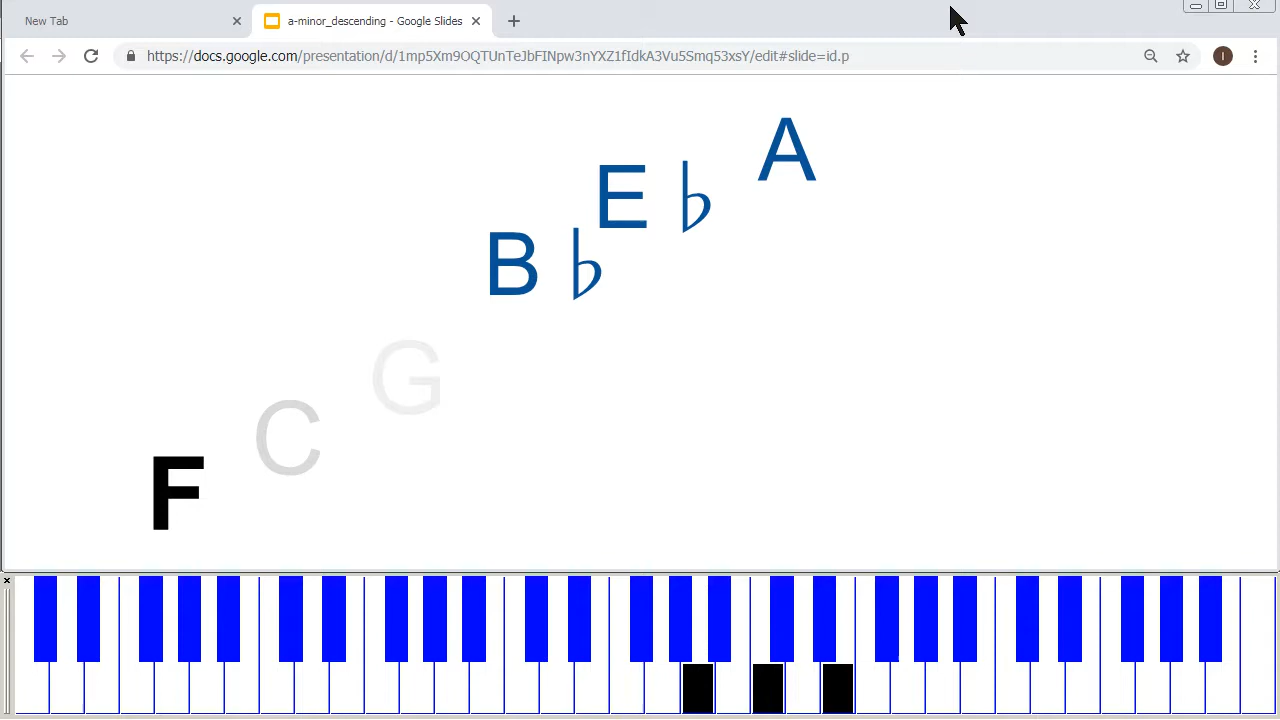 New Tab
a-minor_descending - Google Slides
https://docs.google.com/presentation/d/1mp5Xm9OQTUnTeJbFINpw3nYXZ1fIdkA3Vu5Smq53xsY/edit#slide=id.p
I
A
E ♭
B ♭
G
C
F